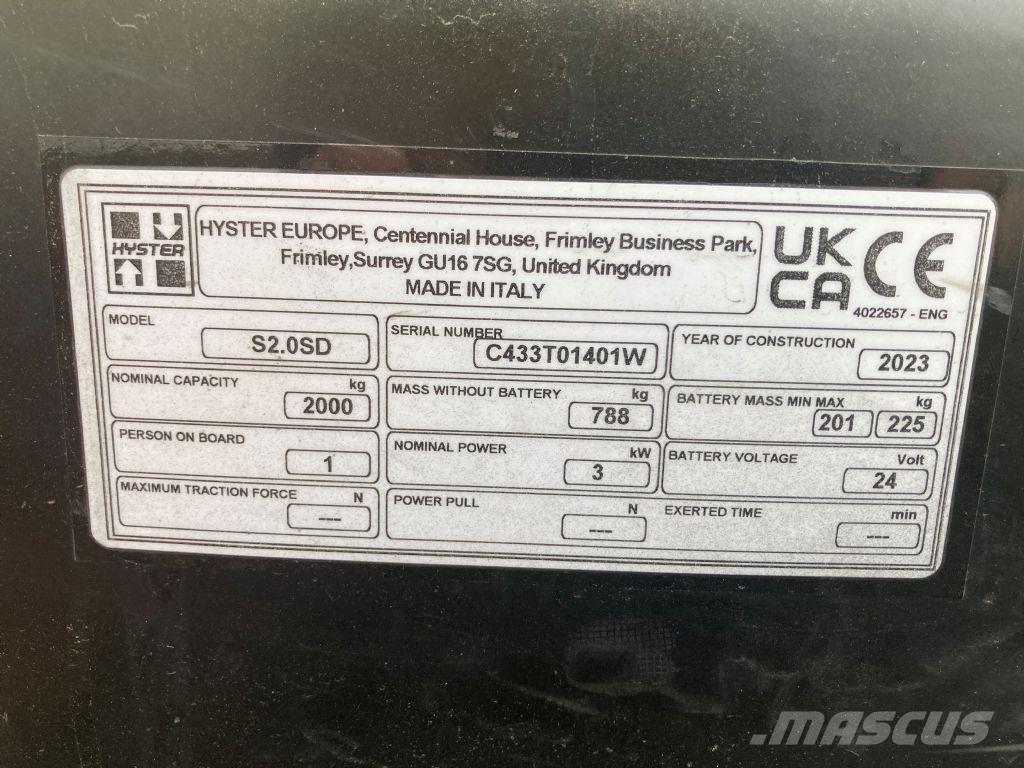 HYSTER
HYSTER EUROPE, Centennial House, Frimley Business Park,
Frimley,Surrey GU16 7SG, United Kingdom
MADE IN ITALY
UK
CA
CE
4022657 - ENG
MODEL
S2.0SD
SERIAL NUMBER
C433T01401W
YEAR OF CONSTRUCTION
2023
NOMINAL CAPACITY kg
2000
MASS WITHOUT BATTERY kg
788
BATTERY MASS MIN MAX kg
201 225
PERSON ON BOARD
1
NOMINAL POWER kW
3
BATTERY VOLTAGE Volt
24
MAXIMUM TRACTION FORCE N
---
POWER PULL N
---
EXERTED TIME min
---
MASCUS